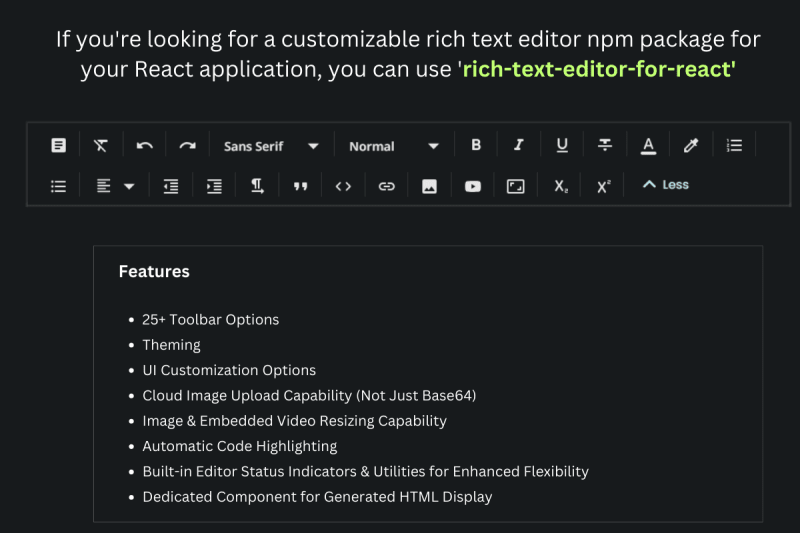 If you're looking for a customizable rich text editor npm package for
your React application, you can use 'rich-text-editor-for-react'
Sans Serif Normal B I U A
X₂ X² Less
Features
25+ Toolbar Options
Theming
UI Customization Options
Cloud Image Upload Capability (Not Just Base64)
Image & Embedded Video Resizing Capability
Automatic Code Highlighting
Built-in Editor Status Indicators & Utilities for Enhanced Flexibility
Dedicated Component for Generated HTML Display